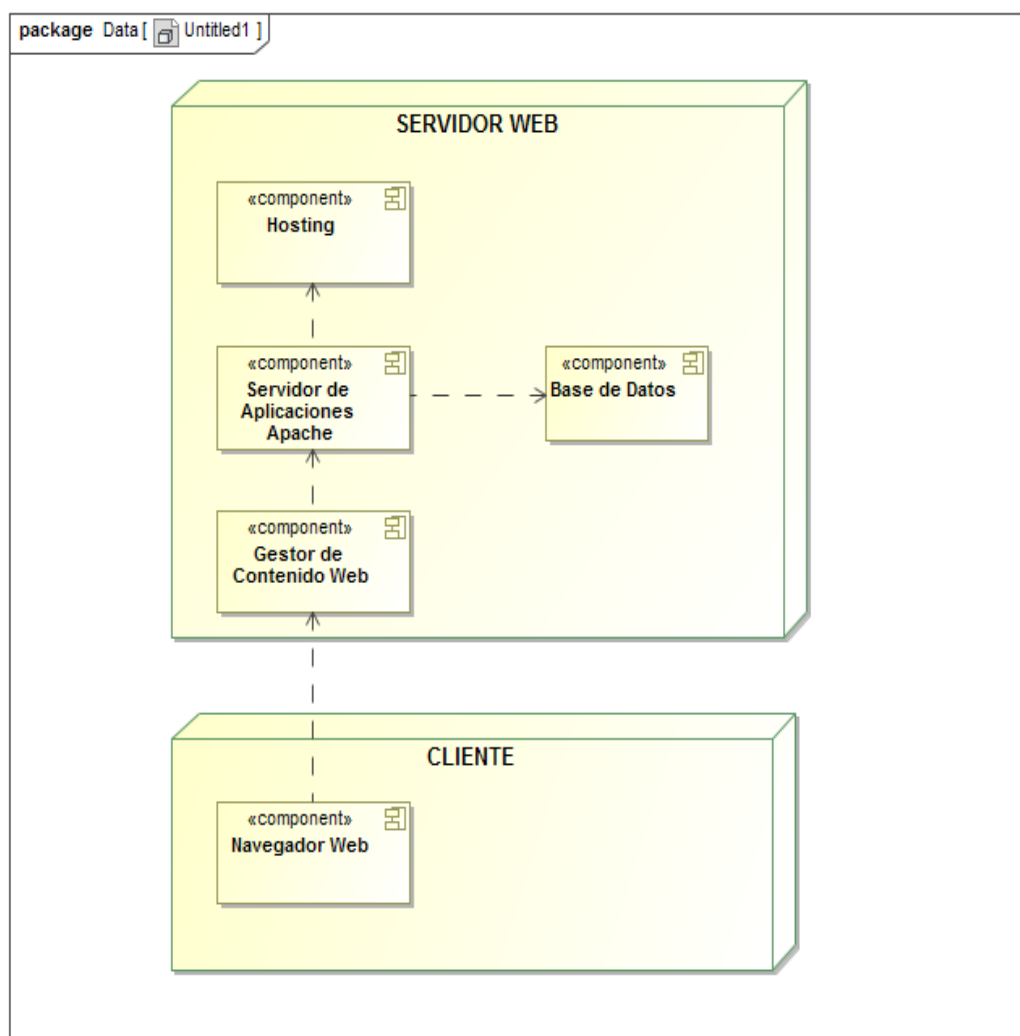 package Data [ Untitled1 ]
SERVIDOR WEB
«component»
Hosting
«component»
Servidor de
Aplicaciones
Apache
«component»
Base de Datos
«component»
Gestor de
Contenido Web
CLIENTE
«component»
Navegador Web